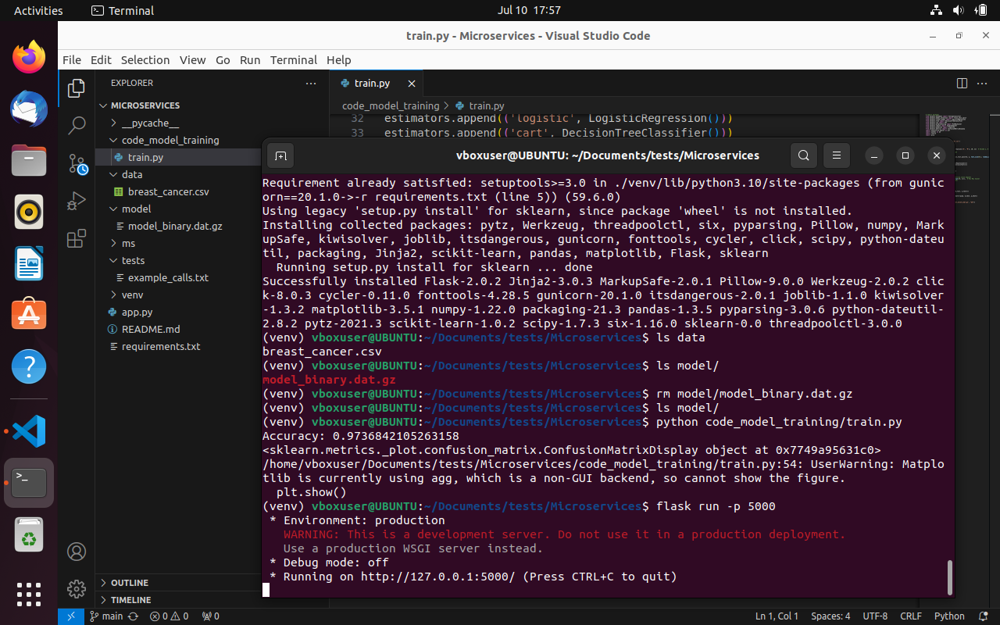 Activities
Terminal
Jul 10 17:57
train.py - Microservices - Visual Studio Code
File Edit Selection View Go Run Terminal Help
EXPLORER
MICROSERVICES
__pycache__
code_model_training
train.py
data
breast_cancer.csv
model
model_binary.dat.gz
ms
tests
example_calls.txt
venv
app.py
README.md
requirements.txt
OUTLINE
TIMELINE
train.py
code_model_training > train.py
32 estimators.append(('logistic', LogisticRegression()))
33 estimators.append(('cart', DecisionTreeClassifier()))
vboxuser@UBUNTU: ~/Documents/tests/Microservices
Requirement already satisfied: setuptools>=3.0 in ./venv/lib/python3.10/site-packages (from gunic
orn==20.1.0->-r requirements.txt (line 5)) (59.6.0)
Using legacy 'setup.py install' for sklearn, since package 'wheel' is not installed.
Installing collected packages: pytz, Werkzeug, threadpoolctl, six, pyparsing, Pillow, numpy, Mark
upSafe, kiwisolver, joblib, itsdangerous, gunicorn, fonttools, cycler, click, scipy, python-dateu
til, packaging, Jinja2, scikit-learn, pandas, matplotlib, Flask, sklearn
Running setup.py install for sklearn ... done
Successfully installed Flask-2.0.2 Jinja2-3.0.3 MarkupSafe-2.0.1 Pillow-9.0.0 Werkzeug-2.0.2 clic
k-8.0.3 cycler-0.11.0 fonttools-4.28.5 gunicorn-20.1.0 itsdangerous-2.0.1 joblib-1.1.0 kiwisolver
-1.3.2 matplotlib-3.5.1 numpy-1.22.0 packaging-21.3 pandas-1.3.5 pyparsing-3.0.6 python-dateutil-
2.8.2 pytz-2021.3 scikit-learn-1.0.2 scipy-1.7.3 six-1.16.0 sklearn-0.0 threadpoolctl-3.0.0
(venv) vboxuser@UBUNTU:~/Documents/tests/Microservices$ ls data
breast_cancer.csv
(venv) vboxuser@UBUNTU:~/Documents/tests/Microservices$ ls model/
model_binary.dat.gz
(venv) vboxuser@UBUNTU:~/Documents/tests/Microservices$ rm model/model_binary.dat.gz
(venv) vboxuser@UBUNTU:~/Documents/tests/Microservices$ ls model/
(venv) vboxuser@UBUNTU:~/Documents/tests/Microservices$ python code_model_training/train.py
Accuracy: 0.9736842105263158
<sklearn.metrics._plot.confusion_matrix.ConfusionMatrixDisplay object at 0x7749a95631c0>
/home/vboxuser/Documents/tests/Microservices/code_model_training/train.py:54: UserWarning: Matplo
tlib is currently using agg, which is a non-GUI backend, so cannot show the figure.
plt.show()
(venv) vboxuser@UBUNTU:~/Documents/tests/Microservices$ flask run -p 5000
* Environment: production
WARNING: This is a development server. Do not use it in a production deployment.
Use a production WSGI server instead.
* Debug mode: off
* Running on http://127.0.0.1:5000/ (Press CTRL+C to quit)
main 0 0 0 Ln 1, Col 1 Spaces: 4 UTF-8 CRLF Python